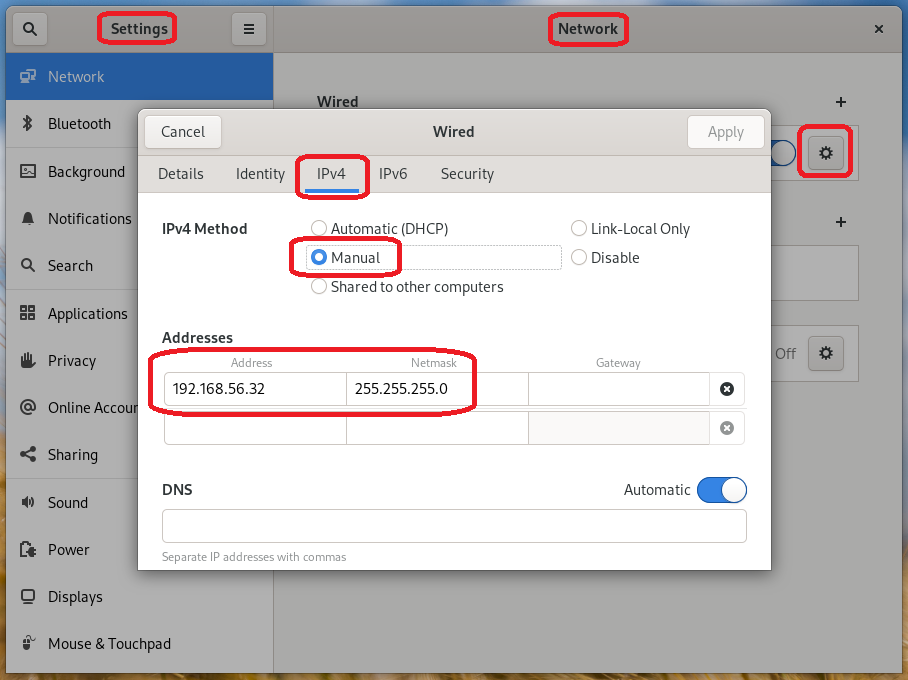 Settings
Network
Network
Bluetooth
Background
Notifications
Search
Applications
Privacy
Online
Sharing
Sound
Power
Displays
Mouse & Touchpad
Wired
Off
Cancel
Wired
Apply
Details
Identity
IPv4
IPv6
Security
IPv4 Method
Automatic (DHCP)
Link-Local Only
Manual
Disable
Shared to other computers
Addresses
Address
Netmask
Gateway
192.168.56.32
255.255.255.0
DNS
Automatic
Separate IP addresses with commas